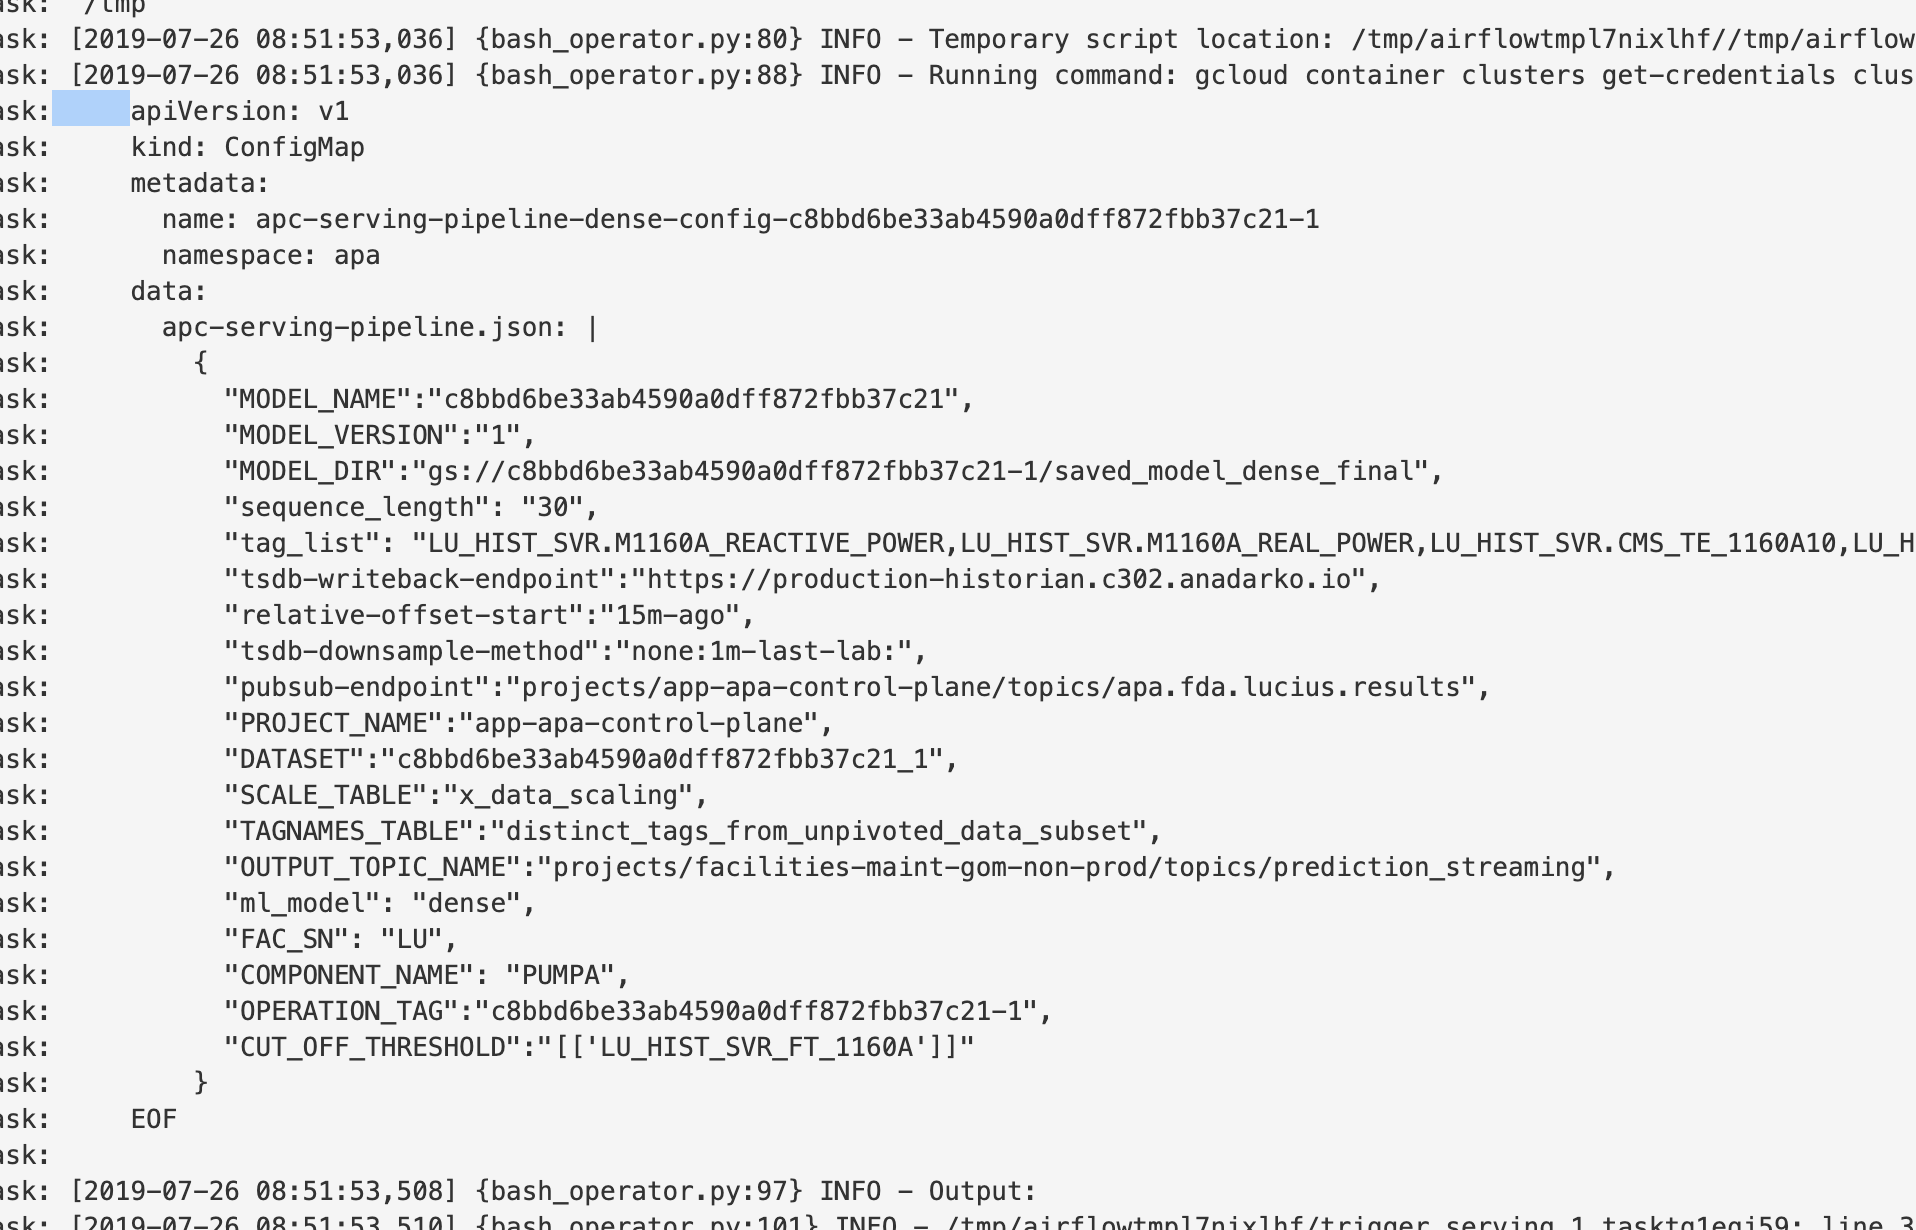 ask:  /tmp
ask: [2019-07-26 08:51:53,036] {bash_operator.py:80} INFO - Temporary script location: /tmp/airflowtmpl7nixlhf//tmp/airflow
ask: [2019-07-26 08:51:53,036] {bash_operator.py:88} INFO - Running command: gcloud container clusters get-credentials clus
ask:     apiVersion: v1
ask:     kind: ConfigMap
ask:     metadata:
ask:       name: apc-serving-pipeline-dense-config-c8bbd6be33ab4590a0dff872fbb37c21-1
ask:       namespace: apa
ask:     data:
ask:       apc-serving-pipeline.json: |
ask:         {
ask:           "MODEL_NAME":"c8bbd6be33ab4590a0dff872fbb37c21",
ask:           "MODEL_VERSION":"1",
ask:           "MODEL_DIR":"gs://c8bbd6be33ab4590a0dff872fbb37c21-1/saved_model_dense_final",
ask:           "sequence_length": "30",
ask:           "tag_list": "LU_HIST_SVR.M1160A_REACTIVE_POWER,LU_HIST_SVR.M1160A_REAL_POWER,LU_HIST_SVR.CMS_TE_1160A10,LU_H
ask:           "tsdb-writeback-endpoint":"https://production-historian.c302.anadarko.io",
ask:           "relative-offset-start":"15m-ago",
ask:           "tsdb-downsample-method":"none:1m-last-lab:",
ask:           "pubsub-endpoint":"projects/app-apa-control-plane/topics/apa.fda.lucius.results",
ask:           "PROJECT_NAME":"app-apa-control-plane",
ask:           "DATASET":"c8bbd6be33ab4590a0dff872fbb37c21_1",
ask:           "SCALE_TABLE":"x_data_scaling",
ask:           "TAGNAMES_TABLE":"distinct_tags_from_unpivoted_data_subset",
ask:           "OUTPUT_TOPIC_NAME":"projects/facilities-maint-gom-non-prod/topics/prediction_streaming",
ask:           "ml_model": "dense",
ask:           "FAC_SN": "LU",
ask:           "COMPONENT_NAME": "PUMPA",
ask:           "OPERATION_TAG":"c8bbd6be33ab4590a0dff872fbb37c21-1",
ask:           "CUT_OFF_THRESHOLD":"[['LU_HIST_SVR_FT_1160A']]"
ask:         }
ask:     EOF
ask:
ask: [2019-07-26 08:51:53,508] {bash_operator.py:97} INFO - Output:
ask: [2019-07-26 08:51:53,510] {bash_operator.py:101} INFO - /tmp/airflowtmpl7nixlhf/trigger_serving_1_tasktg1egi59: line 3